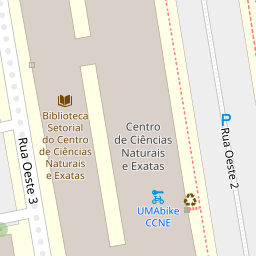 Biblioteca
Setorial
do Centro
de Ciências
Naturais
e Exatas
Centro
de Ciências
Naturais
e Exatas
UMAbike
CCNE
Rua Oeste 3
Rua Oeste 2